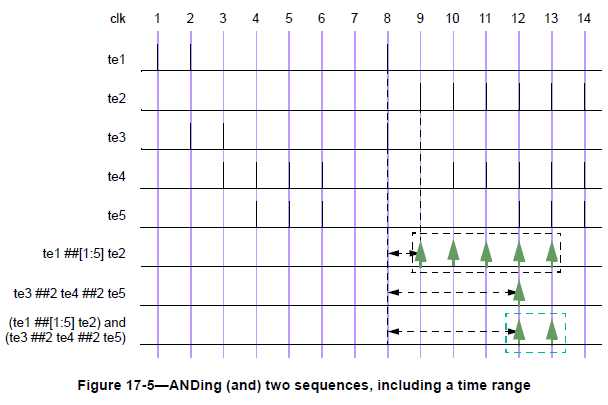 clk 1 2 3 4 5 6 7 8 9 10 11 12 13 14
te1
te2
te3
te4
te5
te1 ##[1:5] te2
te3 ##2 te4 ##2 te5
(te1 ##[1:5] te2) and
(te3 ##2 te4 ##2 te5)
Figure 17-5—ANDing (and) two sequences, including a time range